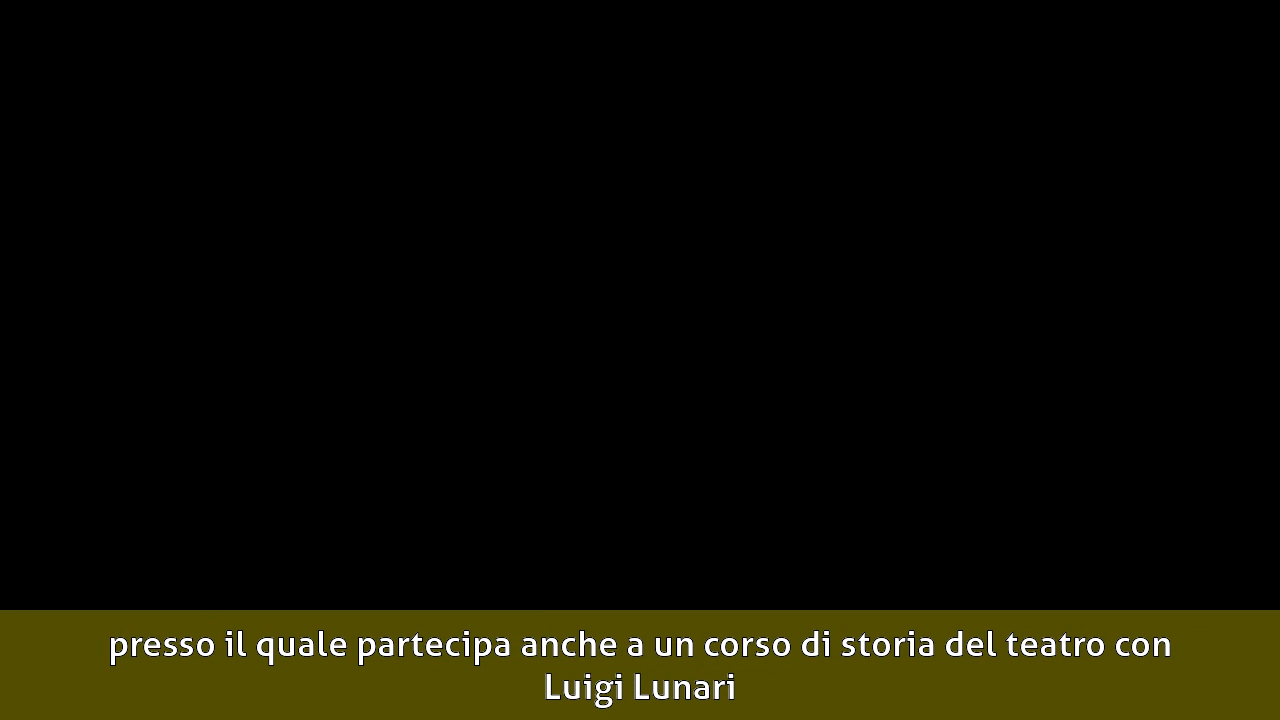 presso il quale partecipa anche a un corso di storia del teatro con
Luigi Lunari